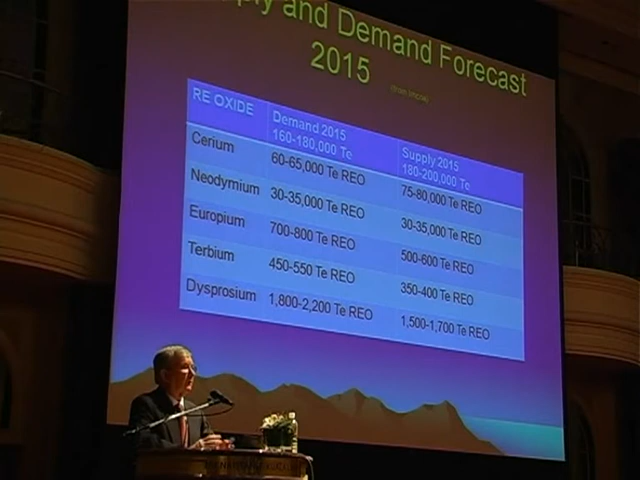 and Demand Forecast
2015
RE OXIDE Demand 2015 Supply 2015
160-180,000 Te 180-200,000 Te
Cerium 60-65,000 Te REO 75-80,000 Te REO
Neodymium 30-35,000 Te REO 30-35,000 Te REO
Europium 700-800 Te REO 500-600 Te REO
Terbium 450-550 Te REO 350-400 Te REO
Dysprosium 1,800-2,200 Te REO 1,500-1,700 Te REO